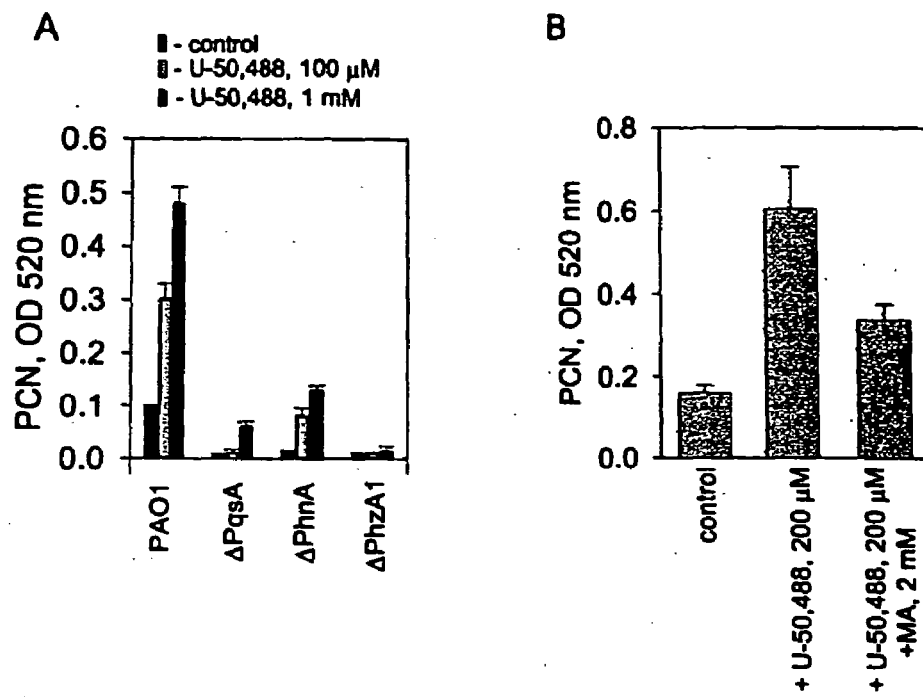 A
- control
- U-50,488, 100 µM
- U-50,488, 1 mM
PCN, OD 520 nm
0.6
0.5
0.4
0.3
0.2
0.1
0.0
PAO1
ΔPqsA
ΔPhnA
ΔPhzA1
B
PCN, OD 520 nm
0.8
0.6
0.4
0.2
0.0
control
+ U-50,488, 200 µM
+ U-50,488, 200 µM
+MA, 2 mM